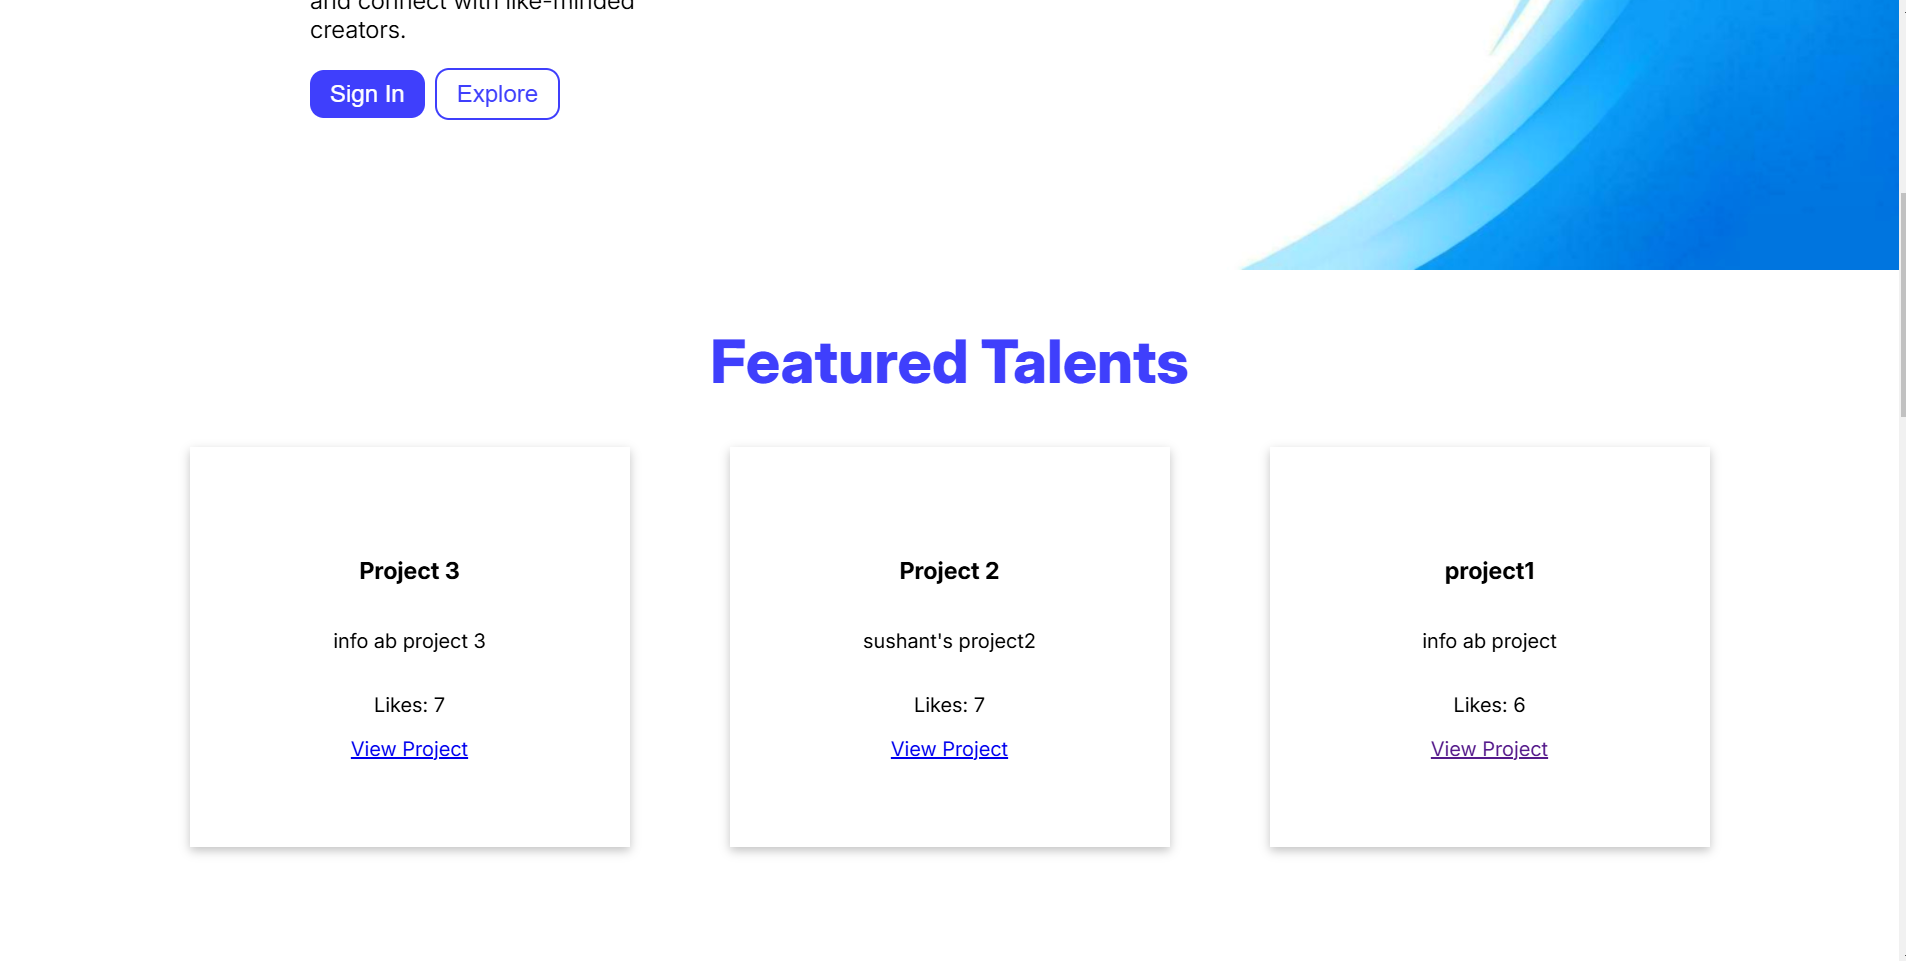 and connect with like-minded
creators.
Sign In
Explore
Featured Talents
Project 3
info ab project 3
Likes: 7
View Project
Project 2
sushant's project2
Likes: 7
View Project
project1
info ab project
Likes: 6
View Project